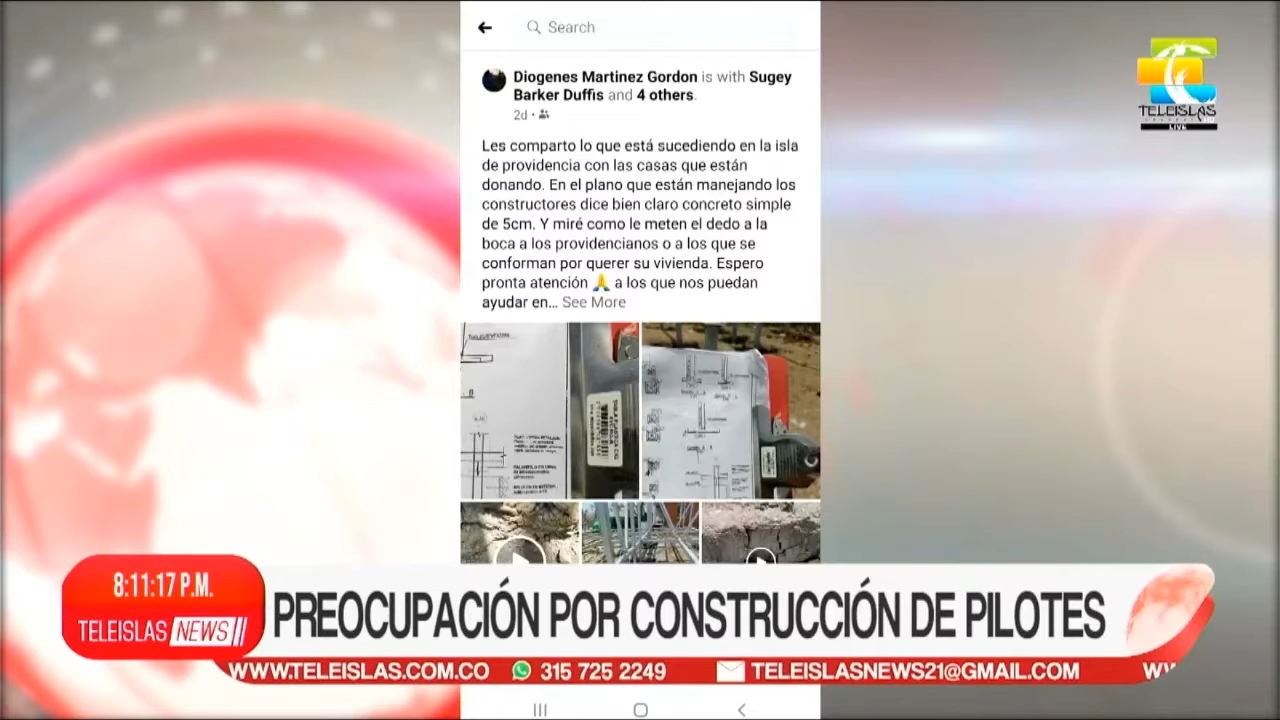 Search
Diogenes Martinez Gordon is with Sugey
Barker Duffis and 4 others.
2d
Les comparto lo que está sucediendo en la isla
de providencia con las casas que están
donando. En el plano que están manejando los
constructores dice bien claro concreto simple
de 5cm. Y miré como le meten el dedo a la
boca a los providencianos o a los que se
conforman por querer su vivienda. Espero
pronta atención 🙏 a los que nos puedan
ayudar en... See More
TELEISLAS
LIVE
8:11:17 P.M.
TELEISLAS NEWS
PREOCUPACIÓN POR CONSTRUCCIÓN DE PILOTES
WWW.TELEISLAS.COM.CO 315 725 2249 TELEISLASNEWS21@GMAIL.COM WW